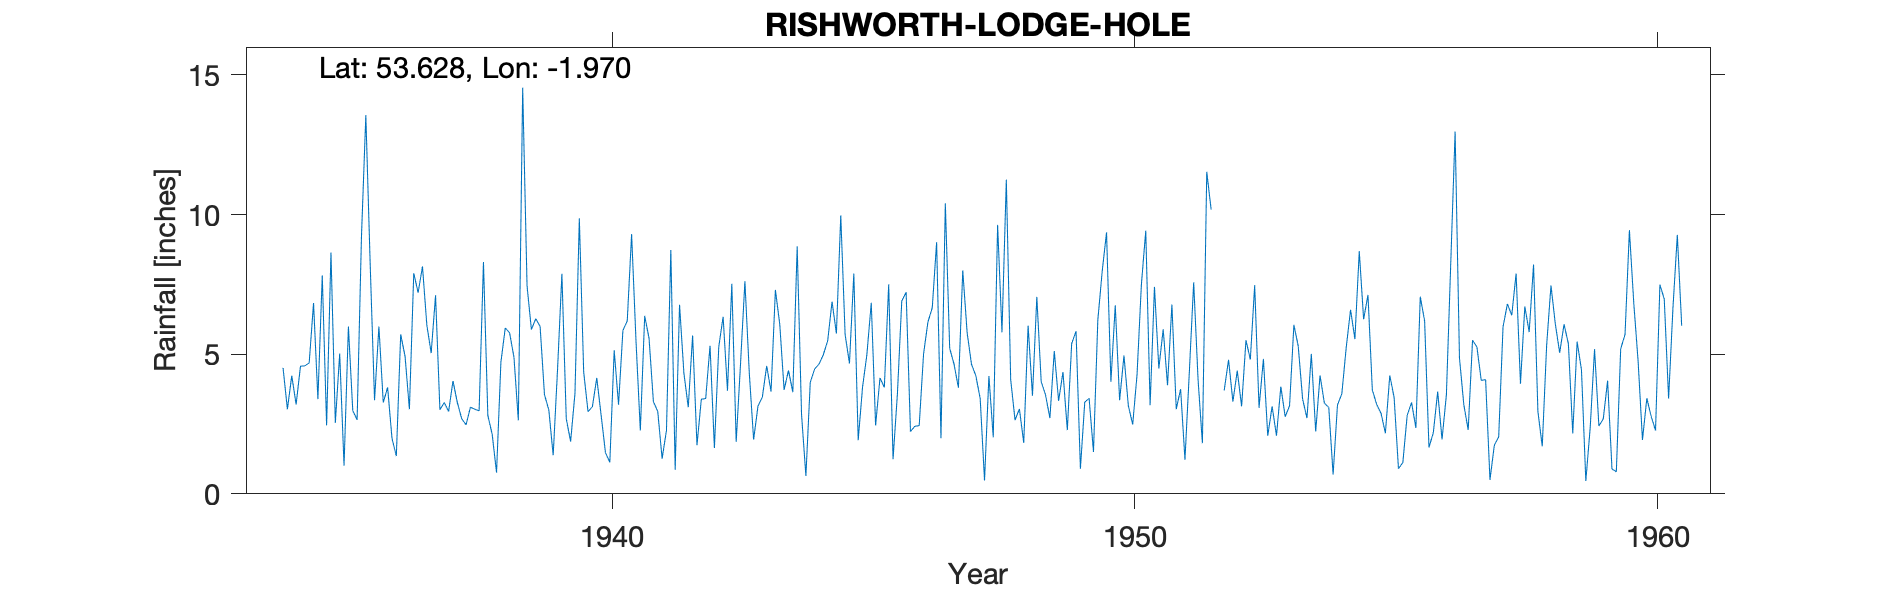 RISHWORTH-LODGE-HOLE
Lat: 53.628, Lon: -1.970
15
10
5
0
Rainfall [inches]
1940 1950 1960
Year